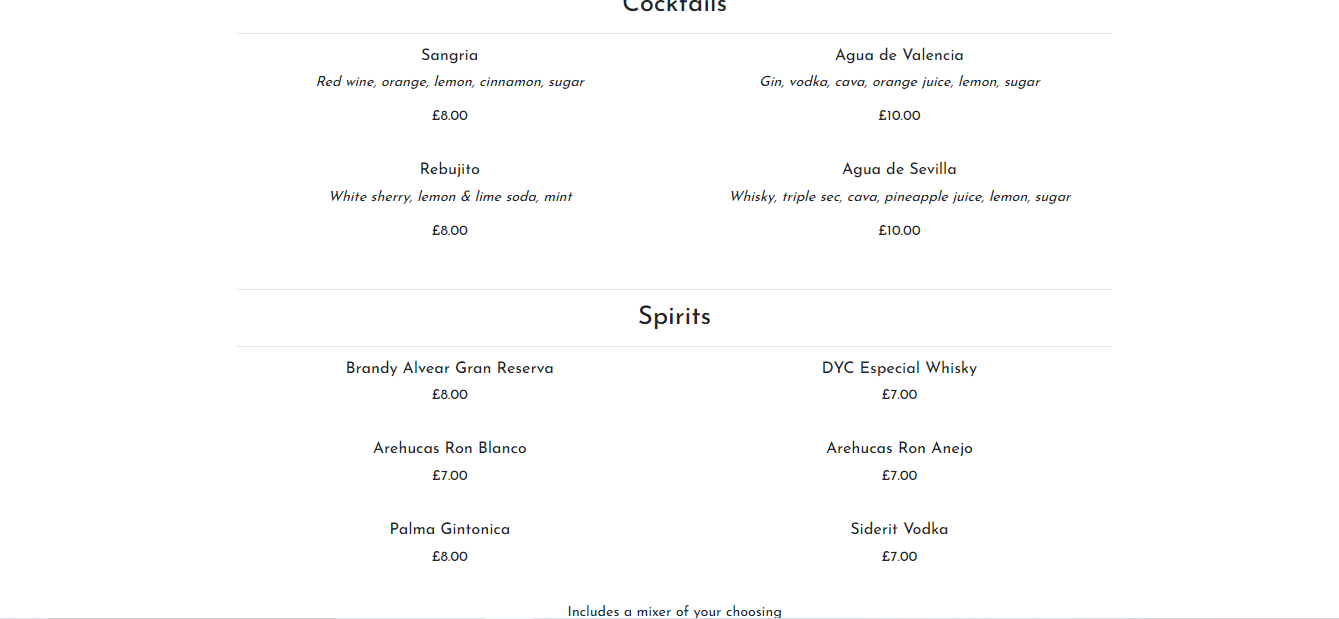 Cocktails
Sangria
Red wine, orange, lemon, cinnamon, sugar
£8.00
Agua de Valencia
Gin, vodka, cava, orange juice, lemon, sugar
£10.00
Rebujito
White sherry, lemon & lime soda, mint
£8.00
Agua de Sevilla
Whisky, triple sec, cava, pineapple juice, lemon, sugar
£10.00
Spirits
Brandy Alvear Gran Reserva
£8.00
DYC Especial Whisky
£7.00
Arehucas Ron Blanco
£7.00
Arehucas Ron Anejo
£7.00
Palma Gintonica
£8.00
Siderit Vodka
£7.00
Includes a mixer of your choosing